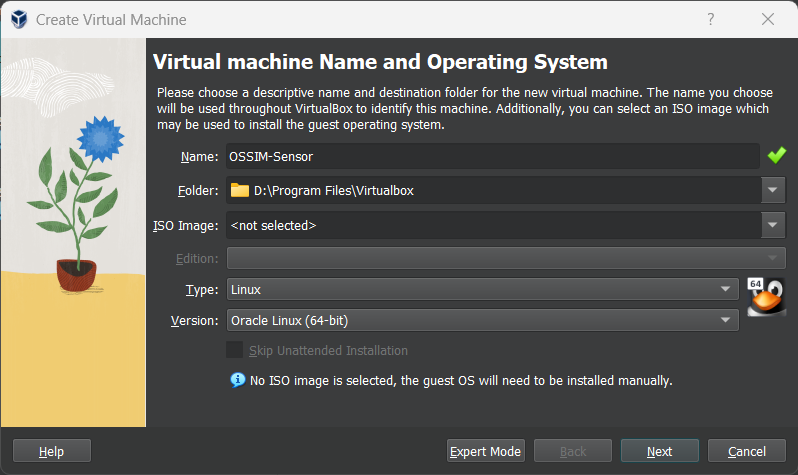 Create Virtual Machine
Virtual machine Name and Operating System
Please choose a descriptive name and destination folder for the new virtual machine. The name you choose
will be used throughout VirtualBox to identify this machine. Additionally, you can select an ISO image which
may be used to install the guest operating system.
Name: OSSIM-Sensor
Folder: D:\Program Files\Virtualbox
ISO Image: <not selected>
Edition:
Type: Linux
64
Version: Oracle Linux (64-bit)
Skip Unattended Installation
No ISO image is selected, the guest OS will need to be installed manually.
Help Expert Mode Back Next Cancel